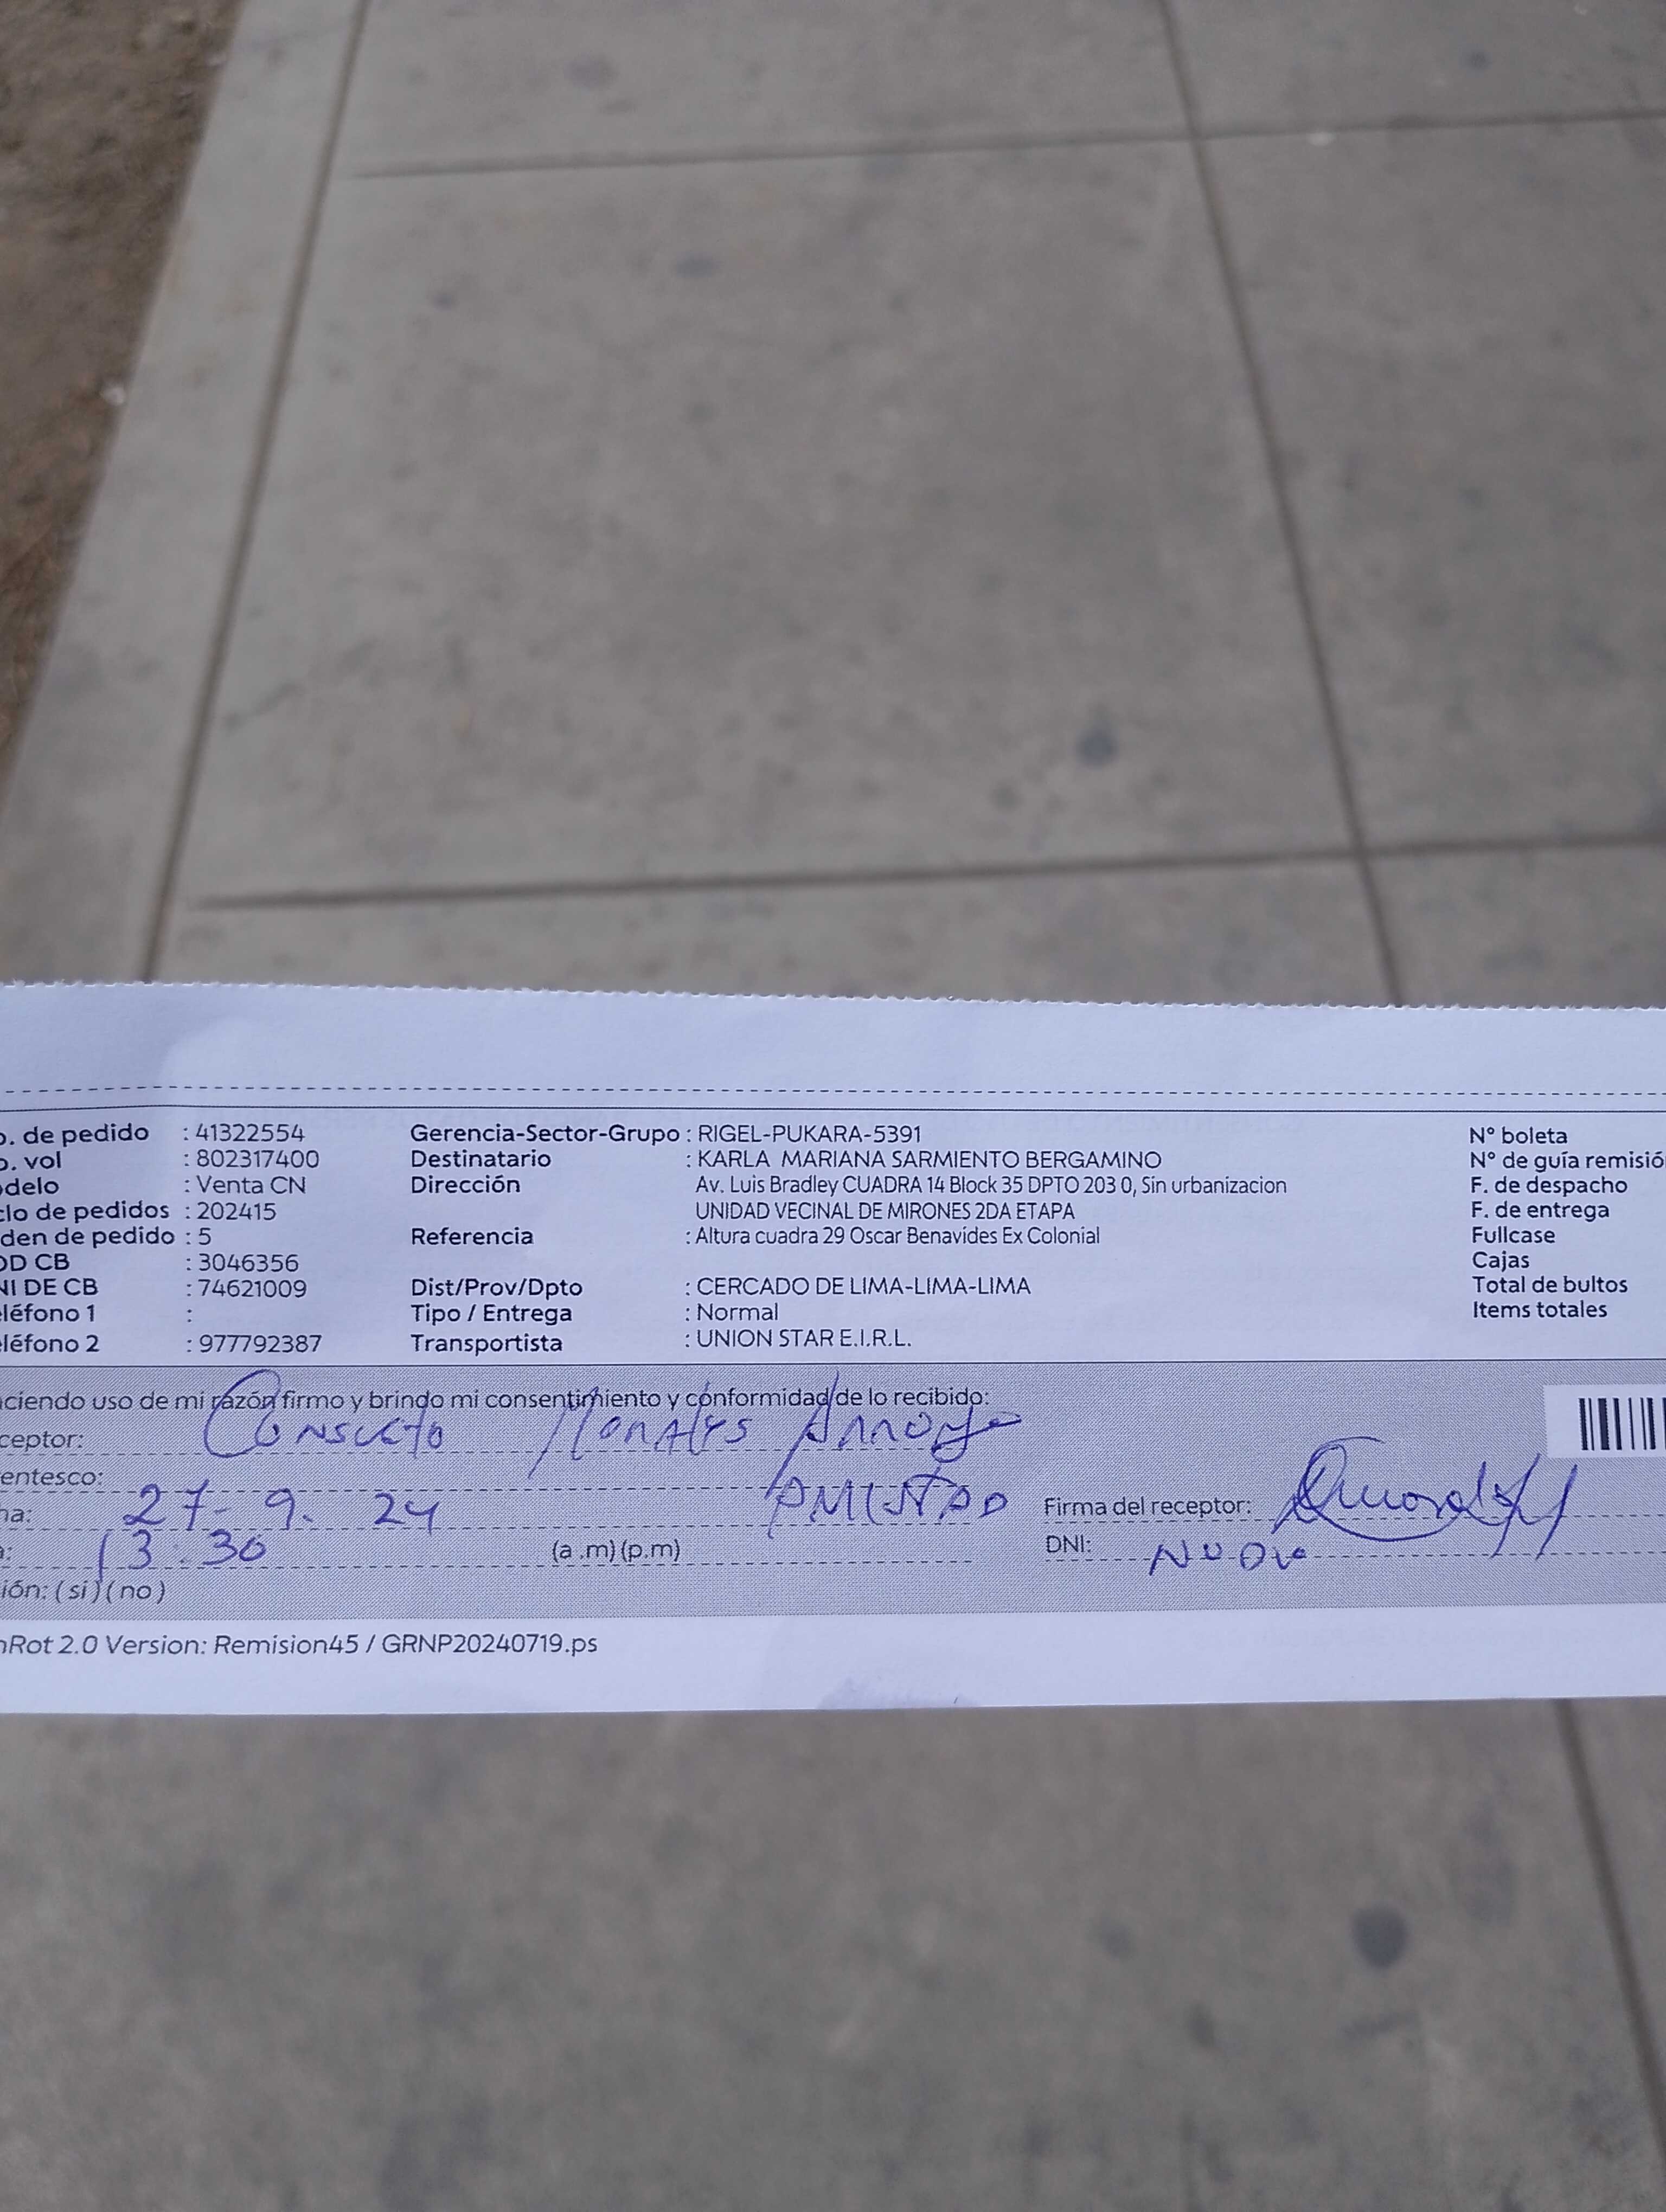 o. de pedido : 41322554 Gerencia-Sector-Grupo : RIGEL-PUKARA-5391 N° boleta
o. vol : 802317400 Destinatario : KARLA MARIANA SARMIENTO BERGAMINO N° de guía remisió
odelo : Venta CN Dirección Av. Luis Bradley CUADRA 14 Block 35 DPTO 203 0, Sin urbanizacion F. de despacho
clo de pedidos : 202415 UNIDAD VECINAL DE MIRONES 2DA ETAPA F. de entrega
den de pedido : 5 Referencia : Altura cuadra 29 Oscar Benavides Ex Colonial Fullcase
OD CB : 3046356 Cajas
NI DE CB : 74621009 Dist/Prov/Dpto : CERCADO DE LIMA-LIMA-LIMA Total de bultos
eléfono 1 : Tipo / Entrega : Normal Items totales
eléfono 2 : 977792387 Transportista : UNION STAR E.I.R.L.
ciendo uso de mi razón firmo y brindo mi consentimiento y conformidad de lo recibido:
ceptor: Consuelo Morales Arroyo
entesco: AMISTAD
ha: 27-9. 24 Firma del receptor:
a: 13:30 (a .m) (p.m) DNI:
ión: ( si ) ( no )
nRot 2.0 Version: Remision45 / GRNP20240719.ps